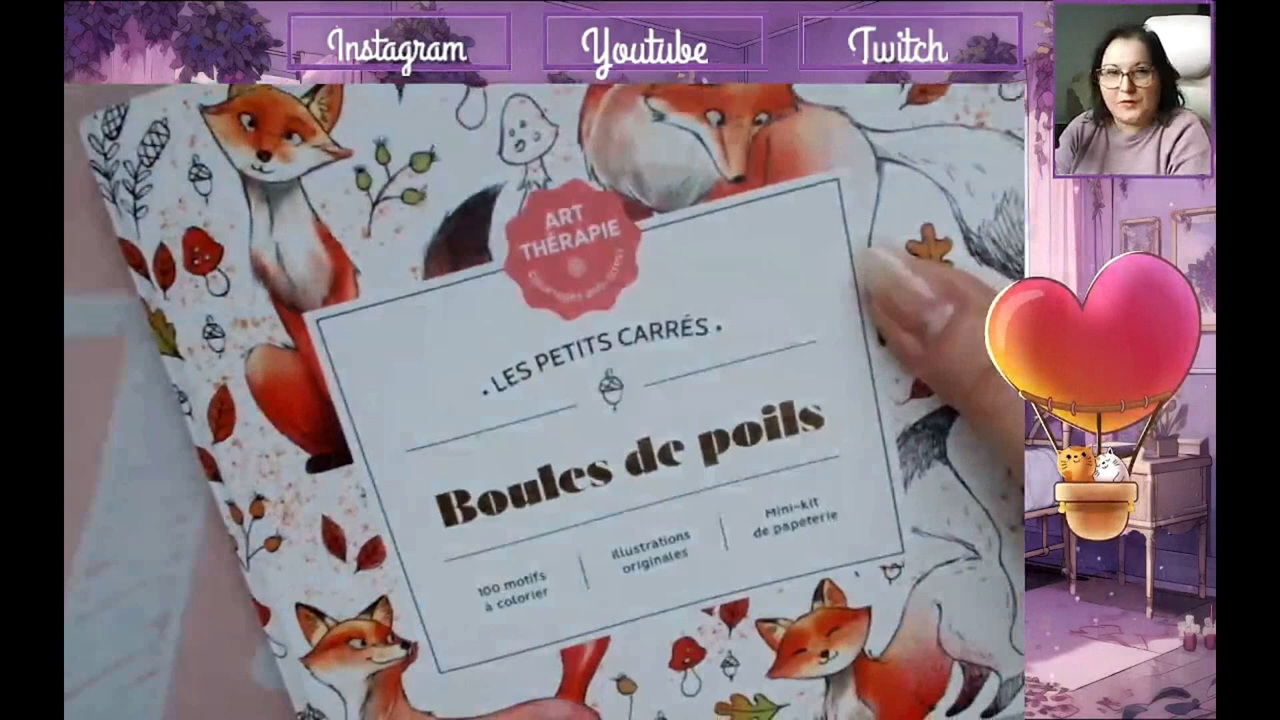 Instagram
Youtube
Twitch
ART
THÉRAPIE
. LES PETITS CARRÉS .
Boules de poils
100 motifs
à colorier
Illustrations
originales
Mini-kit
de papeterie